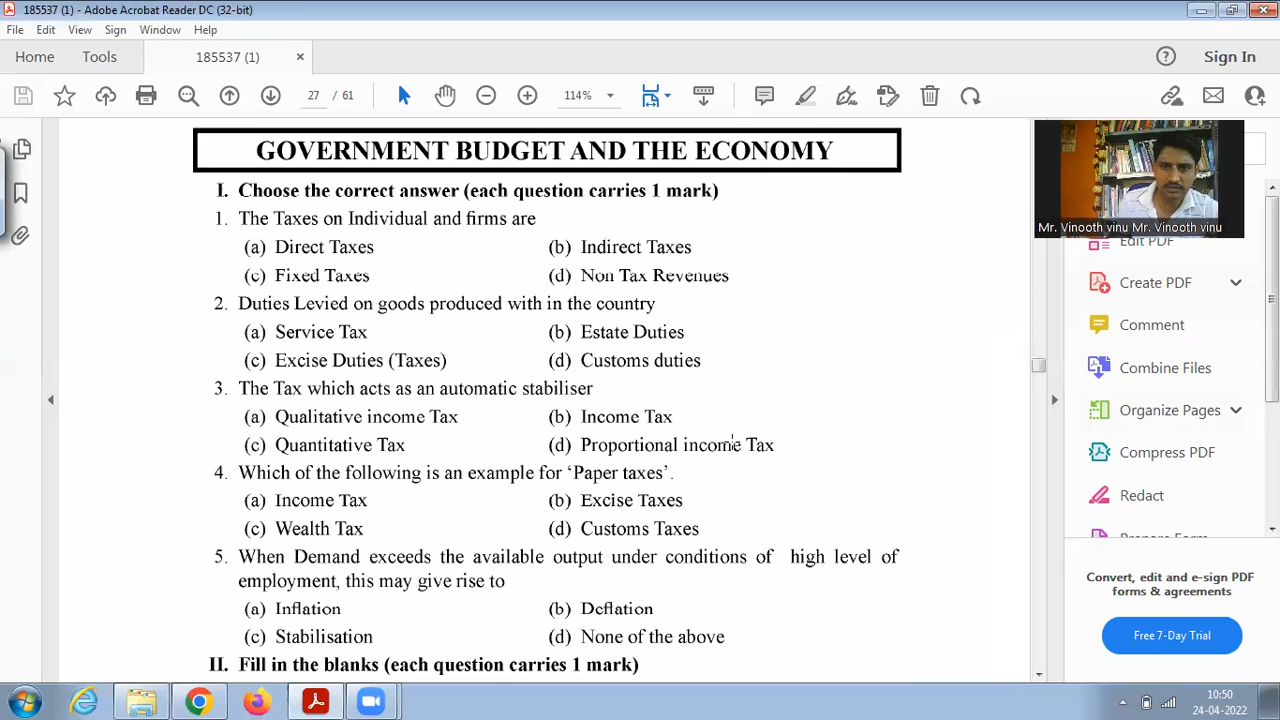 185537 (1) - Adobe Acrobat Reader DC (32-bit)
File Edit View Sign Window Help
Home Tools 185537 (1) × Sign In
27 / 61 114%
GOVERNMENT BUDGET AND THE ECONOMY
I. Choose the correct answer (each question carries 1 mark)
1. The Taxes on Individual and firms are
(a) Direct Taxes (b) Indirect Taxes
(c) Fixed Taxes (d) Non Tax Revenues
2. Duties Levied on goods produced with in the country
(a) Service Tax (b) Estate Duties
(c) Excise Duties (Taxes) (d) Customs duties
3. The Tax which acts as an automatic stabiliser
(a) Qualitative income Tax (b) Income Tax
(c) Quantitative Tax (d) Proportional income Tax
4. Which of the following is an example for ‘Paper taxes’.
(a) Income Tax (b) Excise Taxes
(c) Wealth Tax (d) Customs Taxes
5. When Demand exceeds the available output under conditions of high level of
employment, this may give rise to
(a) Inflation (b) Deflation
(c) Stabilisation (d) None of the above
II. Fill in the blanks (each question carries 1 mark)
Mr. Vinooth vinu Mr. Vinooth vinu
Edit PDF
Create PDF
Comment
Combine Files
Organize Pages
Compress PDF
Redact
Prepare Form
Convert, edit and e-sign PDF
forms & agreements
Free 7-Day Trial
10:50
24-04-2022